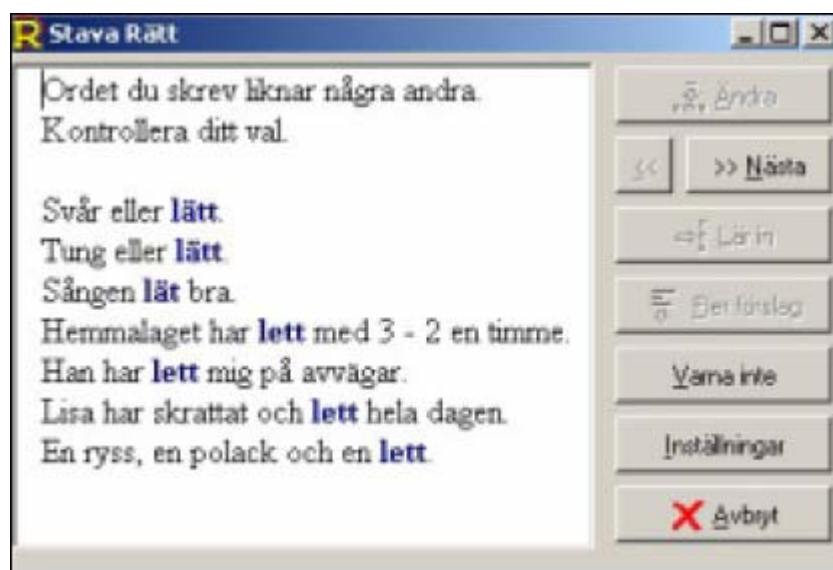 Stava Rätt
Ordet du skrev liknar några andra.
Kontrollera ditt val.
Svår eller lätt.
Tung eller lätt.
Sången lät bra.
Hemmalaget har lett med 3 - 2 en timme.
Han har lett mig på avvägar.
Lisa har skrattat och lett hela dagen.
En ryss, en polack och en lett.
Ändra
<< >> Nästa
Lär in
Fler förslag
Varna inte
Inställningar
Avbryt